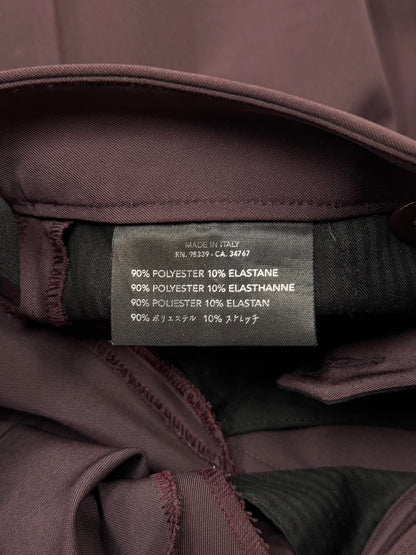 MADE IN ITALY
RN. 98339 - CA. 34767
90% POLYESTER 10% ELASTANE
90% POLYESTER 10% ELASTHANNE
90% POLIESTER 10% ELASTAN
90% ポリエステル 10% ストレッチ